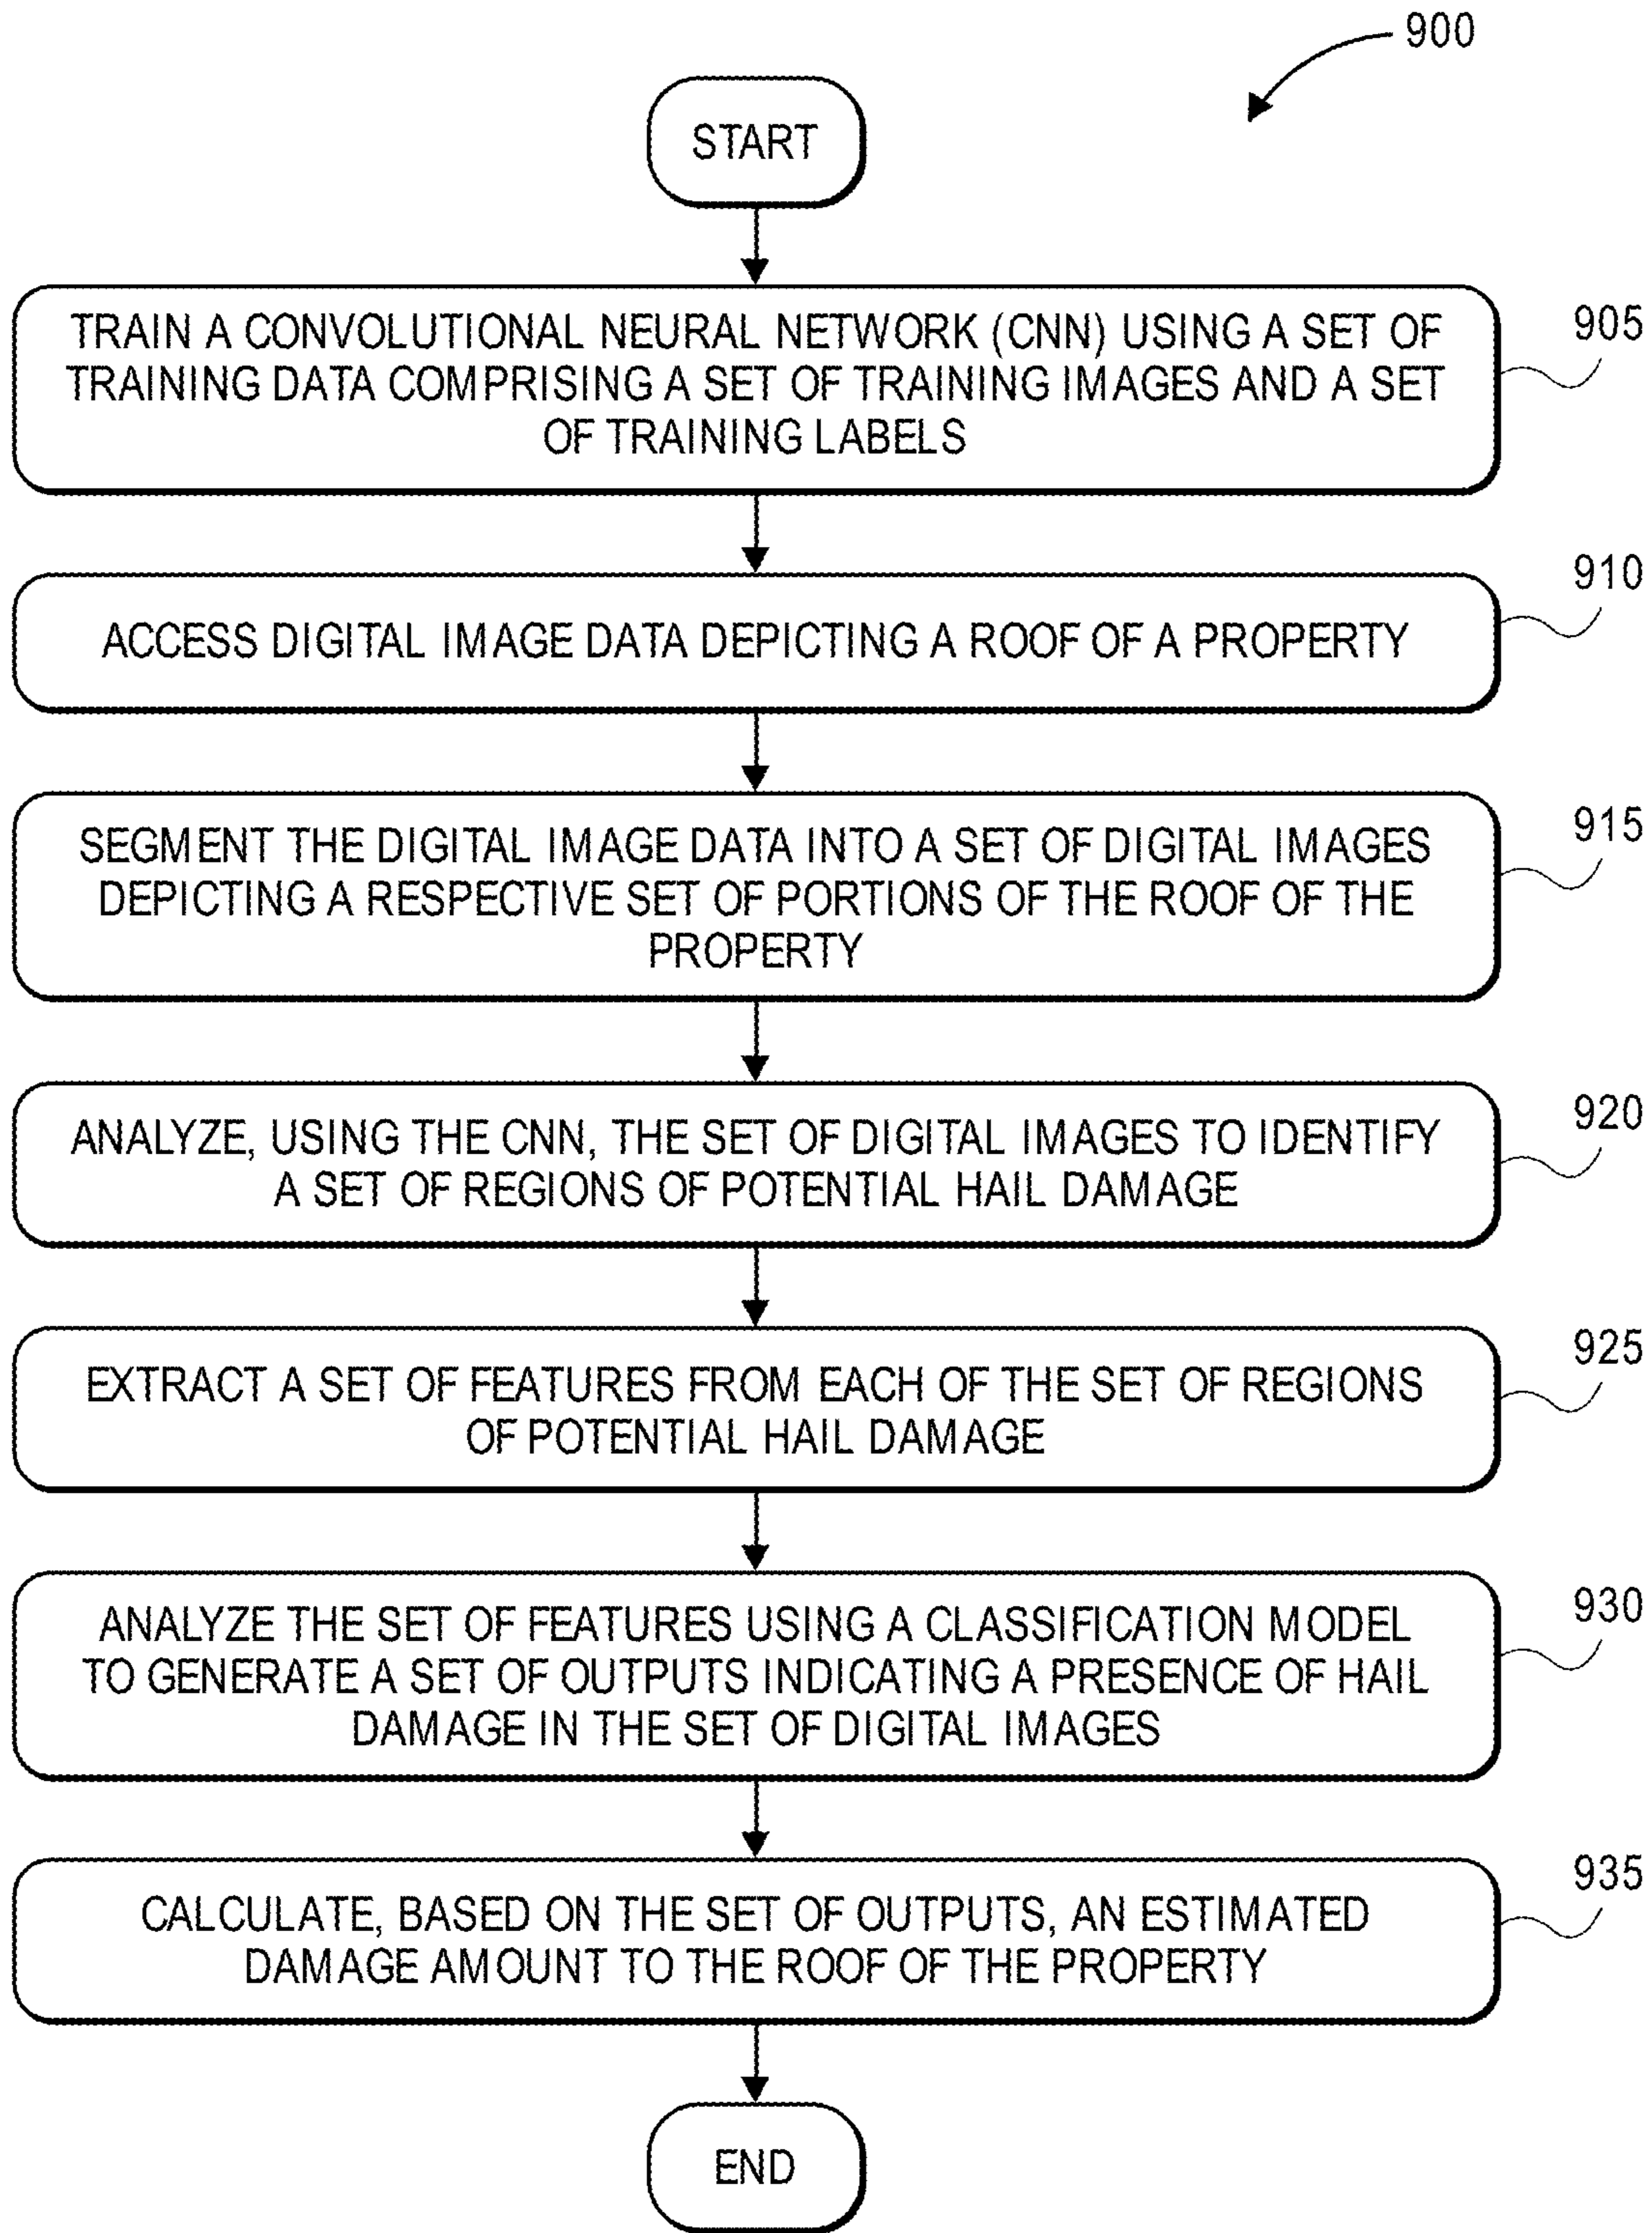 900
START
TRAIN A CONVOLUTIONAL NEURAL NETWORK (CNN) USING A SET OF
TRAINING DATA COMPRISING A SET OF TRAINING IMAGES AND A SET
OF TRAINING LABELS
905
ACCESS DIGITAL IMAGE DATA DEPICTING A ROOF OF A PROPERTY
910
SEGMENT THE DIGITAL IMAGE DATA INTO A SET OF DIGITAL IMAGES
DEPICTING A RESPECTIVE SET OF PORTIONS OF THE ROOF OF THE
PROPERTY
915
ANALYZE, USING THE CNN, THE SET OF DIGITAL IMAGES TO IDENTIFY
A SET OF REGIONS OF POTENTIAL HAIL DAMAGE
920
EXTRACT A SET OF FEATURES FROM EACH OF THE SET OF REGIONS
OF POTENTIAL HAIL DAMAGE
925
ANALYZE THE SET OF FEATURES USING A CLASSIFICATION MODEL
TO GENERATE A SET OF OUTPUTS INDICATING A PRESENCE OF HAIL
DAMAGE IN THE SET OF DIGITAL IMAGES
930
CALCULATE, BASED ON THE SET OF OUTPUTS, AN ESTIMATED
DAMAGE AMOUNT TO THE ROOF OF THE PROPERTY
935
END